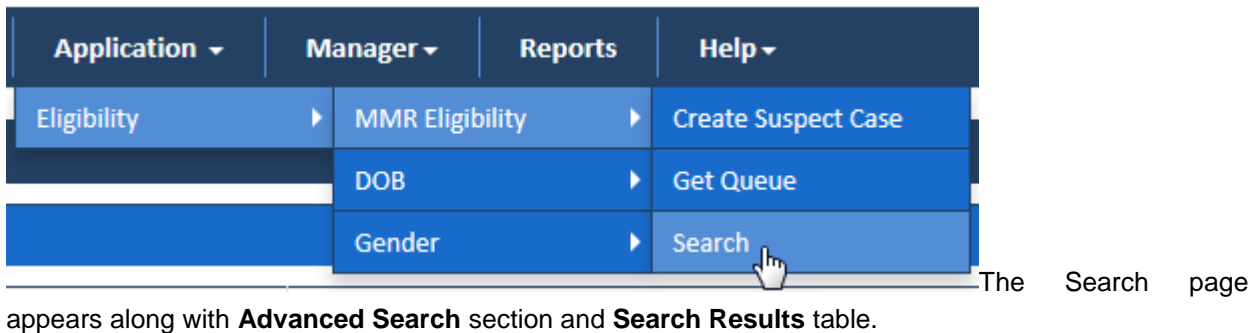 Application Manager Reports Help
Eligibility MMR Eligibility Create Suspect Case
DOB Get Queue
Gender Search
The Search page
appears along with Advanced Search section and Search Results table.